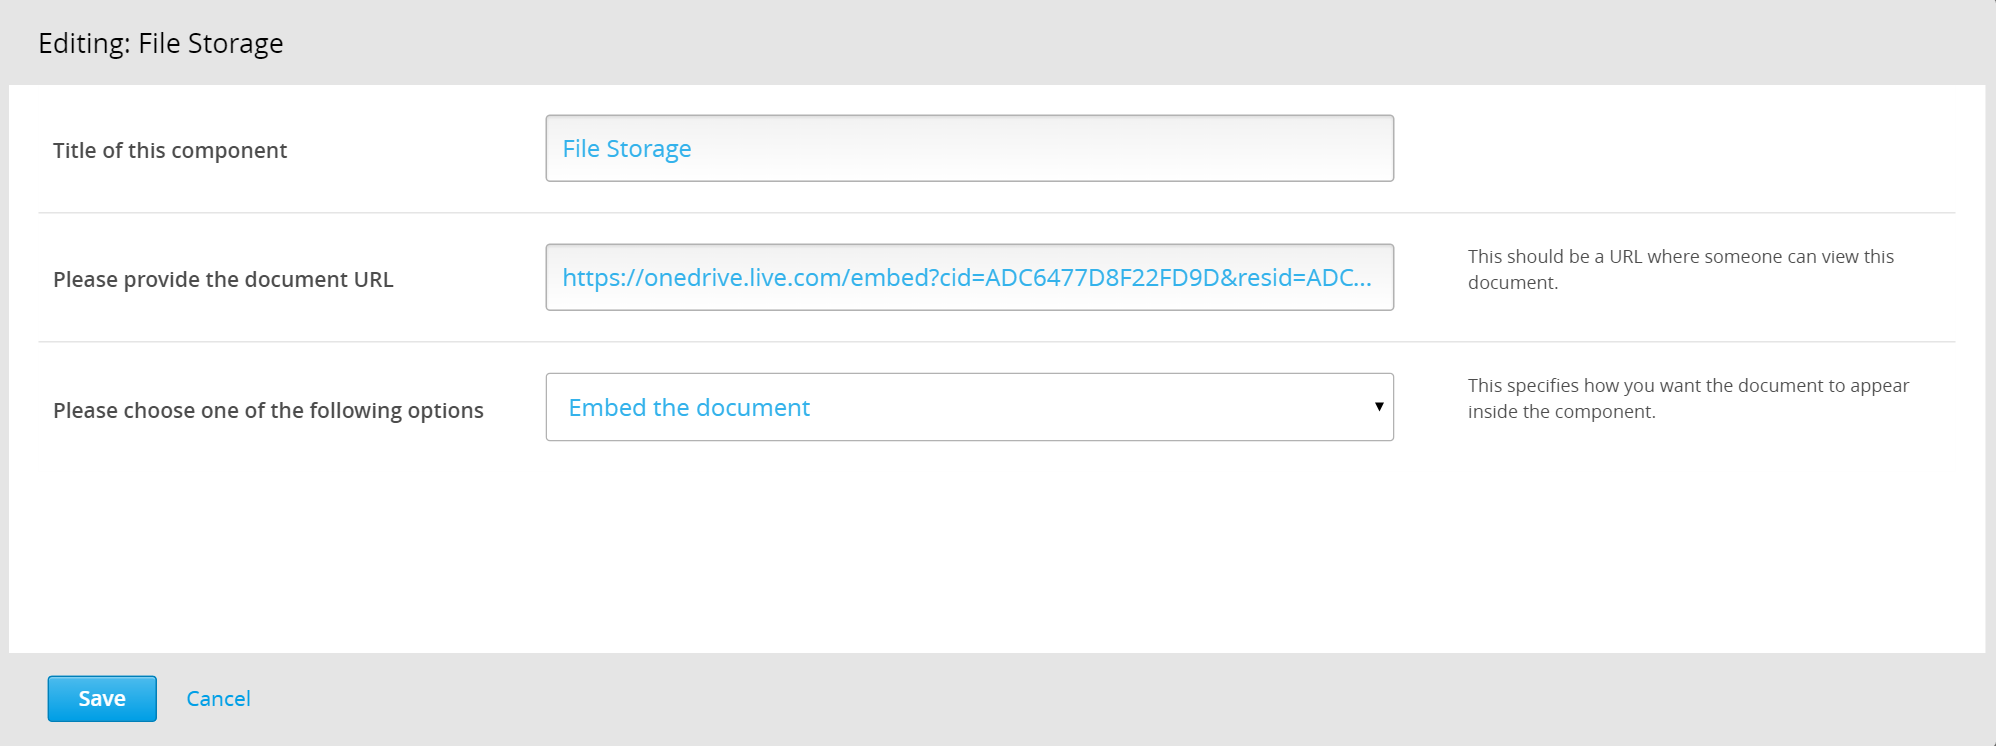 Editing: File Storage
Title of this component
File Storage
Please provide the document URL
https://onedrive.live.com/embed?cid=ADC6477D8F22FD9D&resid=ADC...
This should be a URL where someone can view this
document.
Please choose one of the following options
Embed the document
This specifies how you want the document to appear
inside the component.
Save
Cancel